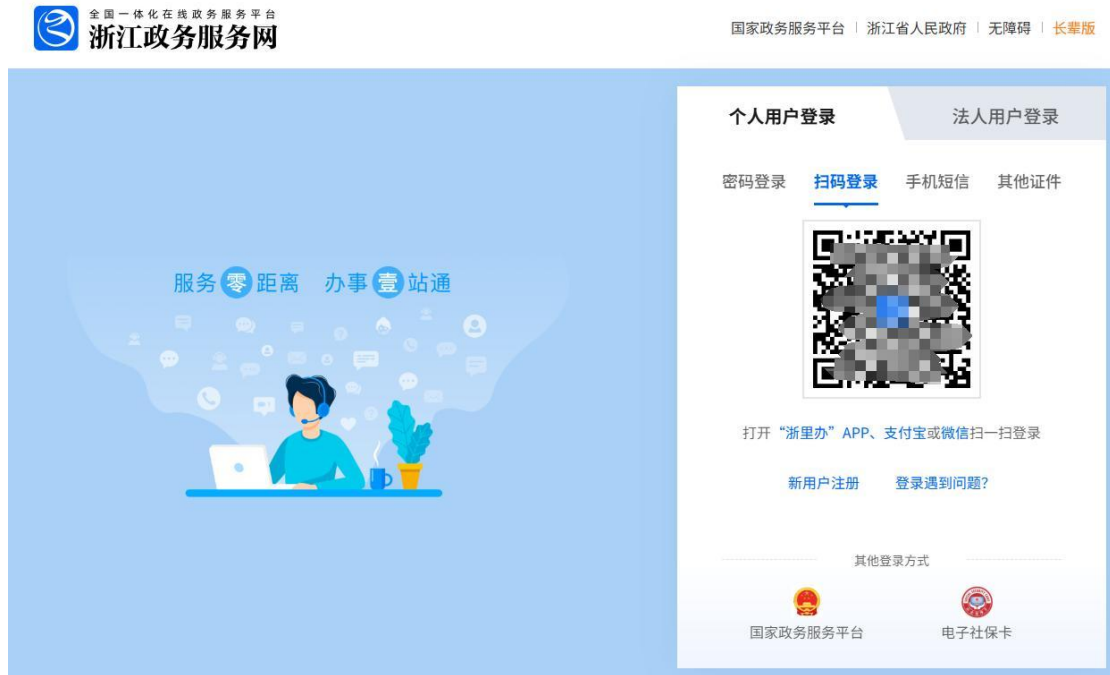 全国一体化在线政务服务平台
浙江政务服务网
国家政务服务平台 浙江省人民政府 无障碍 长辈版
个人用户登录 法人用户登录
密码登录 扫码登录 手机短信 其他证件
服务零距离 办事壹站通
打开“浙里办”APP、支付宝或微信扫一扫登录
新用户注册 登录遇到问题?
其他登录方式
国家政务服务平台 电子社保卡